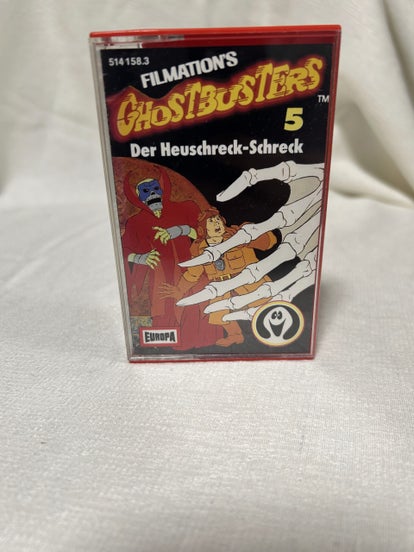 514 158.3
FILMATION'S
GHOSTBUSTERS
TM
5
Der Heuschreck-Schreck
EUROPA